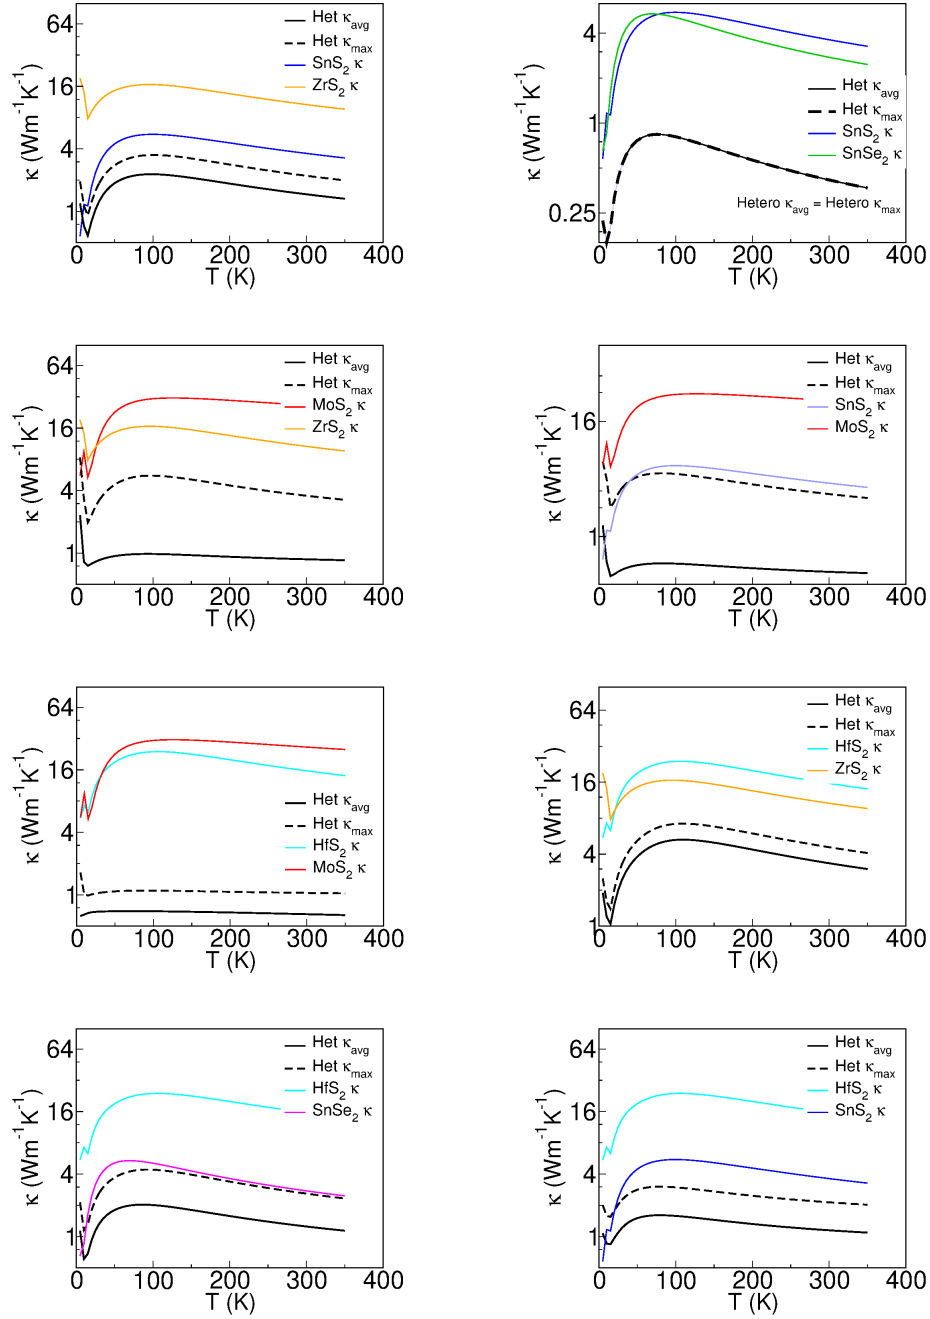 64
16
4
1
κ (Wm⁻¹K⁻¹)
Het κavg
Het κmax
SnS₂ κ
ZrS₂ κ
0 100 200 300 400
T (K)
4
1
0.25
κ (Wm⁻¹K⁻¹)
Het κavg
Het κmax
SnS₂ κ
SnSe₂ κ
Hetero κavg = Hetero κmax
0 100 200 300 400
T (K)
64
16
4
1
κ (Wm⁻¹K⁻¹)
Het κavg
Het κmax
MoS₂ κ
ZrS₂ κ
0 100 200 300 400
T (K)
16
1
κ (Wm⁻¹K⁻¹)
Het κavg
Het κmax
SnS₂ κ
MoS₂ κ
0 100 200 300 400
T (K)
64
16
4
1
κ (Wm⁻¹K⁻¹)
Het κavg
Het κmax
HfS₂ κ
MoS₂ κ
0 100 200 300 400
T (K)
64
16
4
1
κ (Wm⁻¹K⁻¹)
Het κavg
Het κmax
HfS₂ κ
ZrS₂ κ
0 100 200 300 400
T (K)
64
16
4
1
κ (Wm⁻¹K⁻¹)
Het κavg
Het κmax
HfS₂ κ
SnSe₂ κ
0 100 200 300 400
T (K)
64
16
4
1
κ (Wm⁻¹K⁻¹)
Het κavg
Het κmax
HfS₂ κ
SnS₂ κ
0 100 200 300 400
T (K)